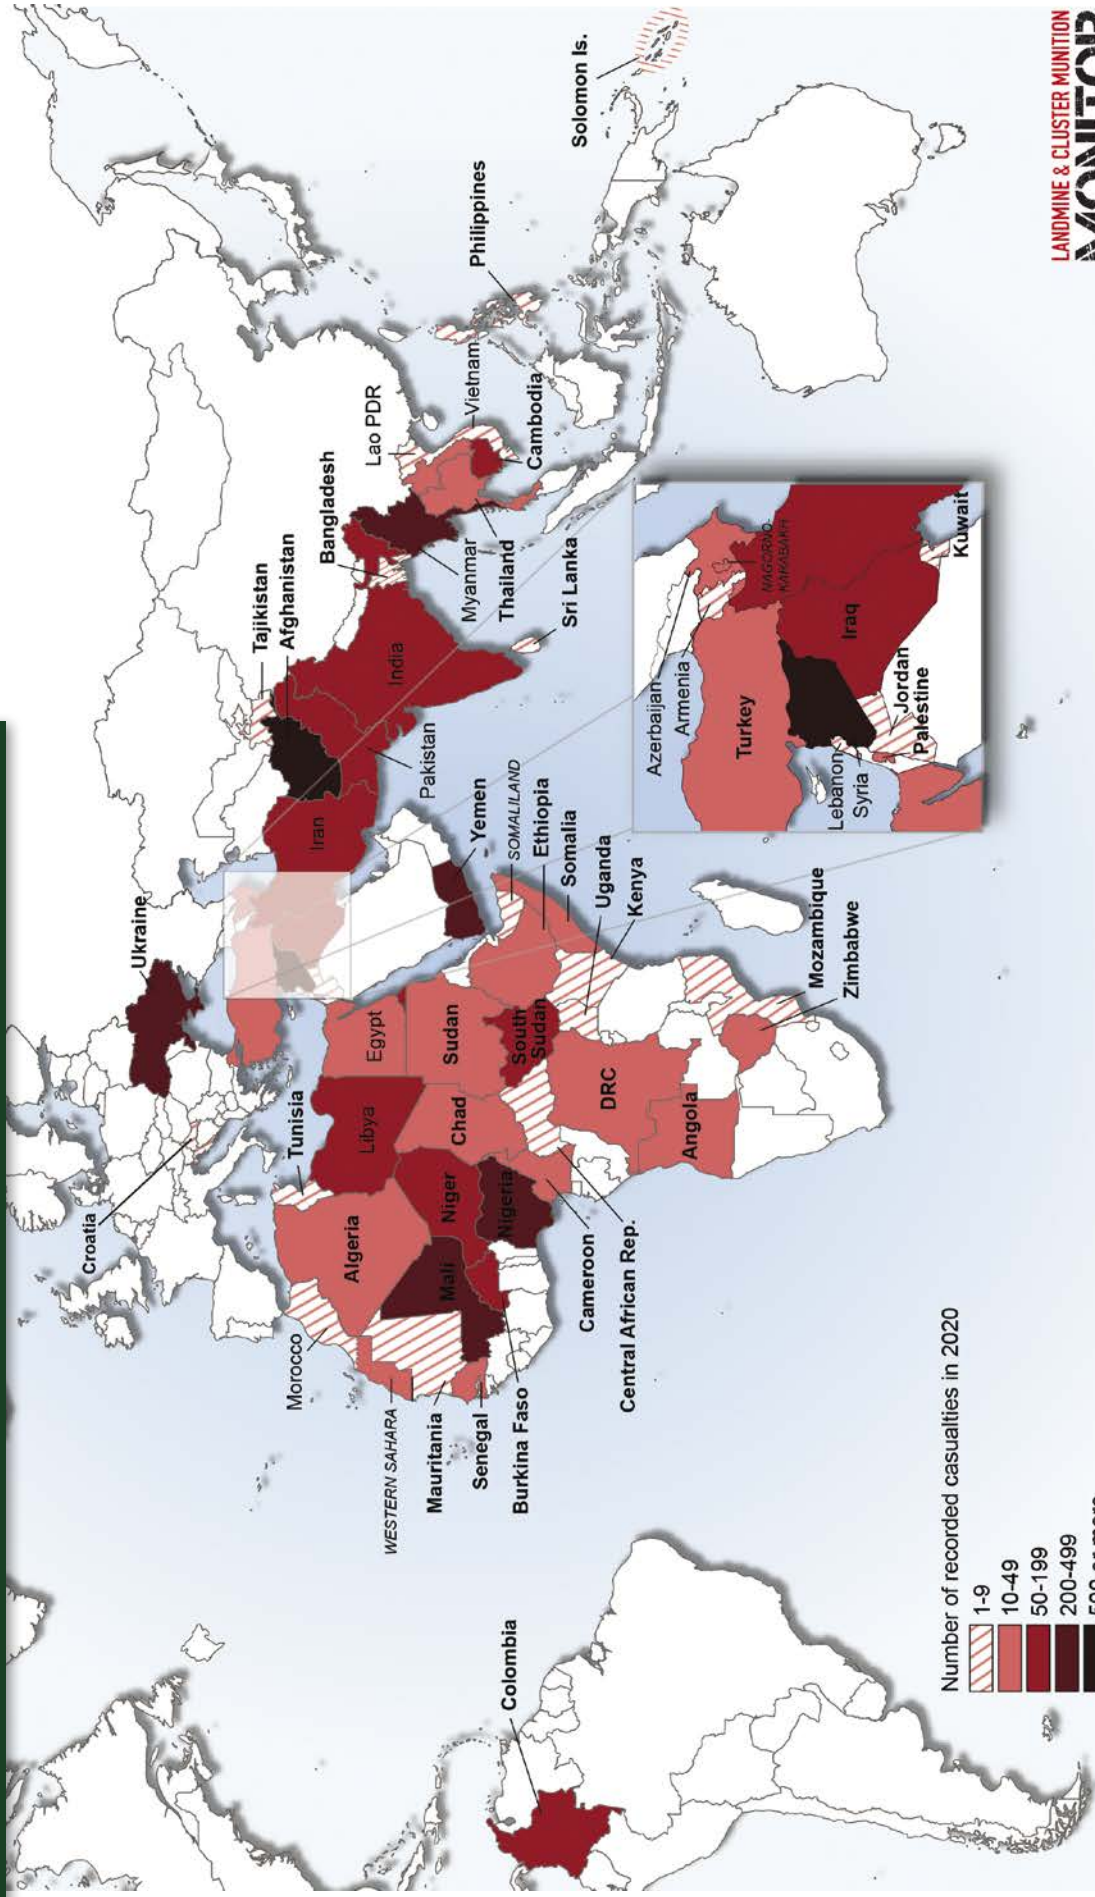 Ukraine
Croatia
Tajikistan
Afghanistan
Bangladesh
Lao PDR
Vietnam
Philippines
Solomon Is.
Cambodia
Myanmar
Thailand
Sri Lanka
India
Pakistan
Iran
Yemen
SOMALILAND
Ethiopia
Somalia
Uganda
Kenya
Mozambique
Zimbabwe
Tunisia
Morocco
Algeria
Libya
Egypt
WESTERN SAHARA
Mauritania
Mali
Niger
Chad
Sudan
Senegal
Burkina Faso
Nigeria
South
Sudan
Cameroon
Central African Rep.
DRC
Angola
Colombia
Azerbaijan
Armenia
NAGORNO-
KARABAKH
Turkey
Lebanon
Syria
Iraq
Jordan
Palestine
Kuwait
Number of recorded casualties in 2020
1-9
10-49
50-199
200-499
500 or more
LANDMINE & CLUSTER MUNITION
MONITOR